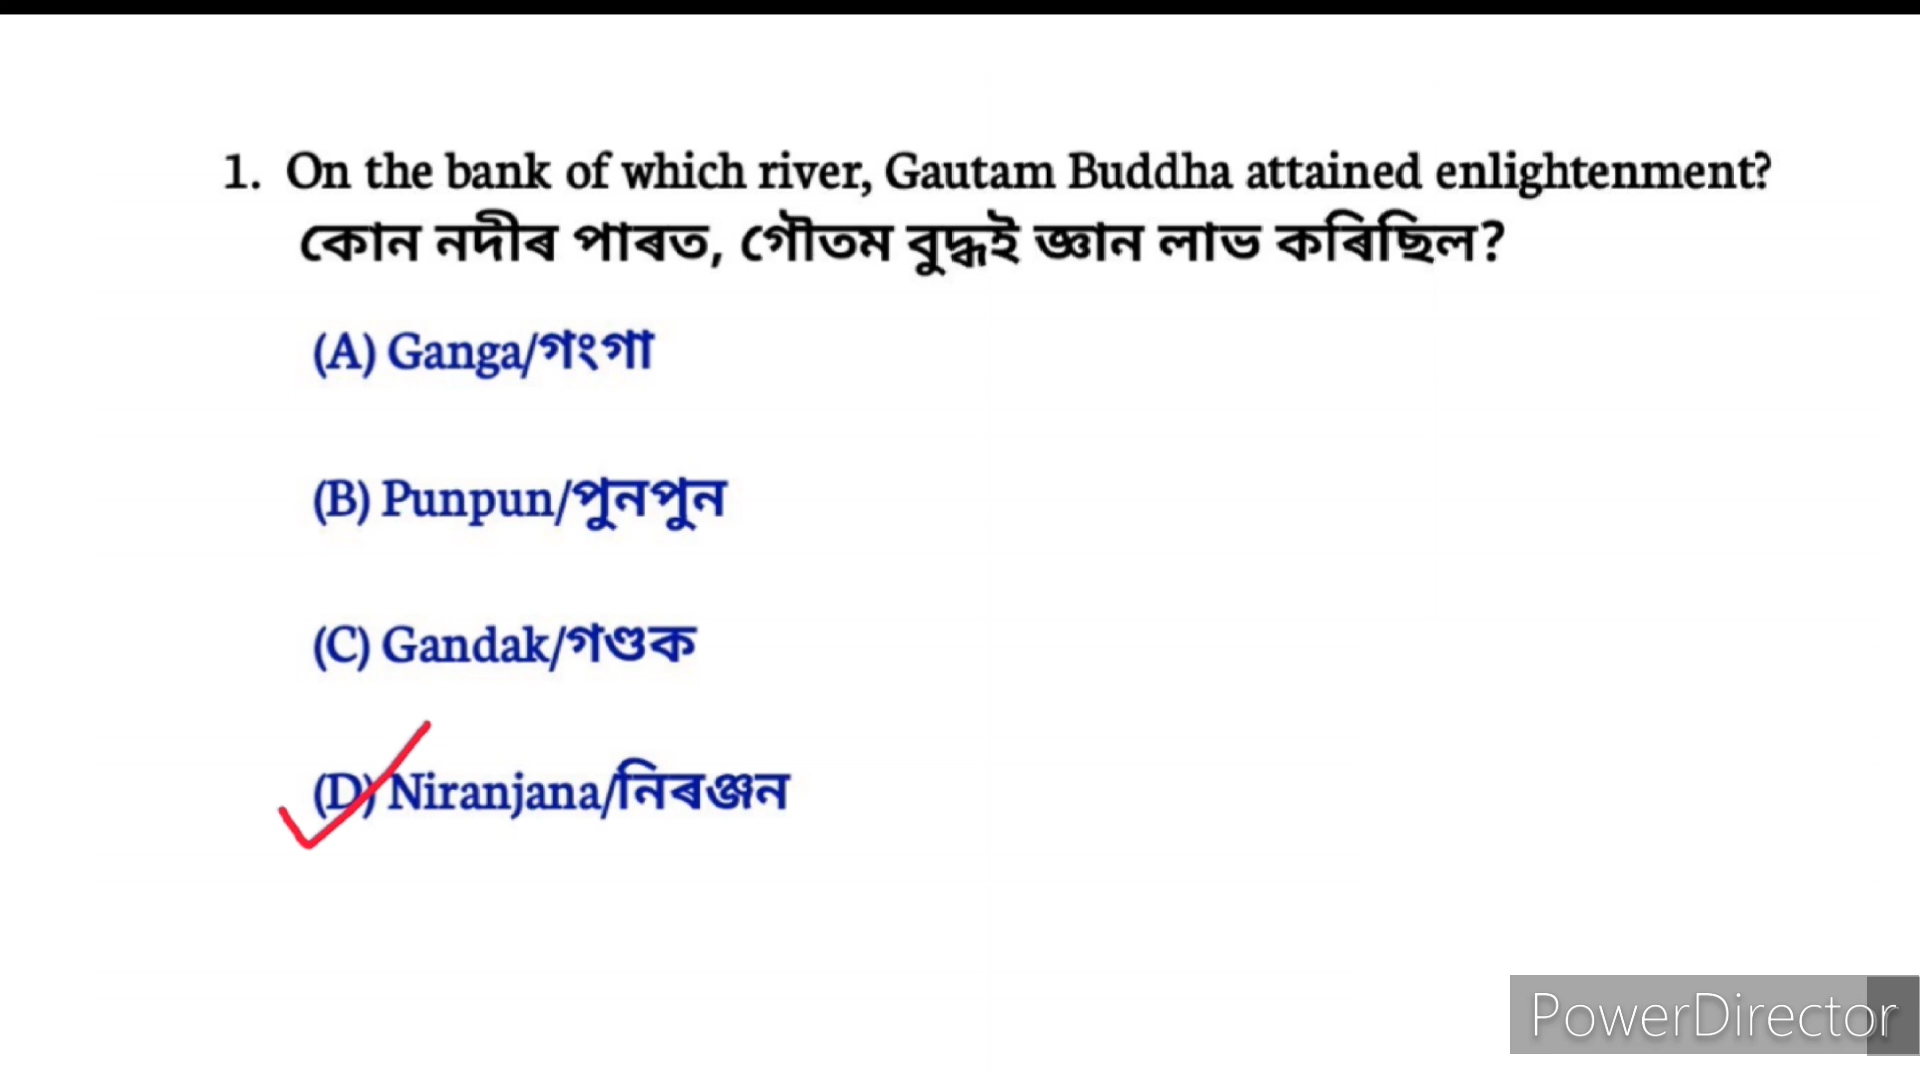 1. On the bank of which river, Gautam Buddha attained enlightenment?
কোন নদীৰ পাৰত, গৌতম বুদ্ধই জ্ঞান লাভ কৰিছিল?
(A) Ganga/গংগা
(B) Punpun/পুনপুন
(C) Gandak/গণ্ডক
(D) Niranjana/নিৰঞ্জন
PowerDirector